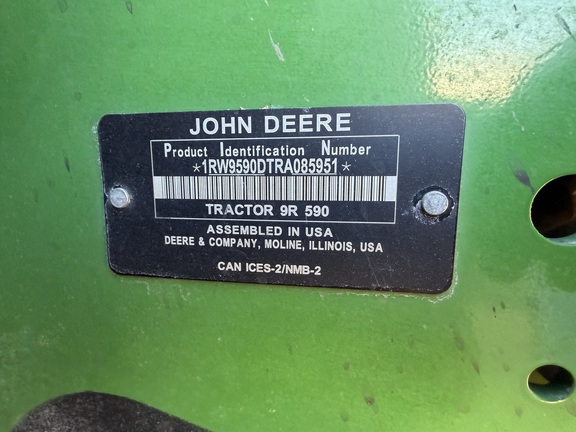 JOHN DEERE
Product Identification Number
*1RW9590DTRA085951*
TRACTOR 9R 590
ASSEMBLED IN USA
DEERE & COMPANY, MOLINE, ILLINOIS, USA
CAN ICES-2/NMB-2